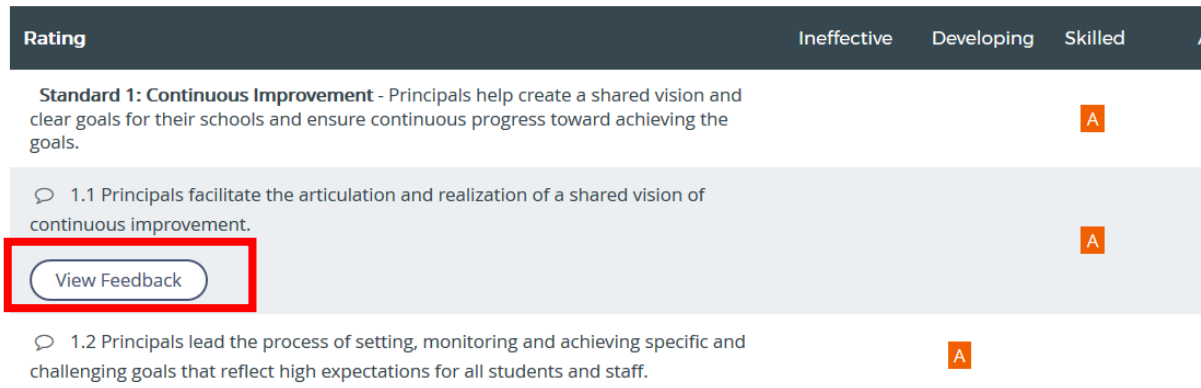 Rating Ineffective Developing Skilled
Standard 1: Continuous Improvement - Principals help create a shared vision and
clear goals for their schools and ensure continuous progress toward achieving the
goals.
A
1.1 Principals facilitate the articulation and realization of a shared vision of
continuous improvement.
A
View Feedback
1.2 Principals lead the process of setting, monitoring and achieving specific and
challenging goals that reflect high expectations for all students and staff.
A